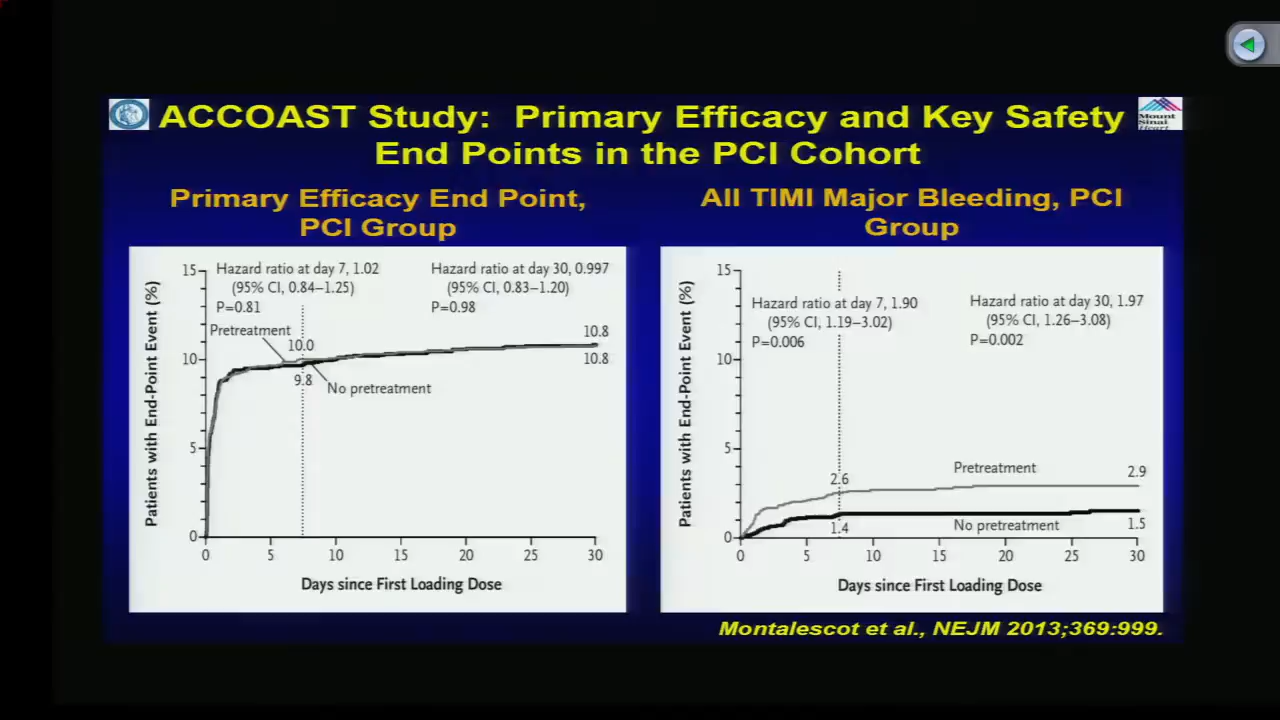 ACCOAST Study: Primary Efficacy and Key Safety
End Points in the PCI Cohort
Mount
Sinai
Heart
Primary Efficacy End Point,
PCI Group
Patients with End-Point Event (%)
15
10
5
0
Hazard ratio at day 7, 1.02
(95% CI, 0.84–1.25)
P=0.81
Hazard ratio at day 30, 0.997
(95% CI, 0.83–1.20)
P=0.98
Pretreatment
10.0
9.8
No pretreatment
10.8
10.8
0 5 10 15 20 25 30
Days since First Loading Dose
All TIMI Major Bleeding, PCI
Group
Patients with End-Point Event (%)
15
10
5
0
Hazard ratio at day 7, 1.90
(95% CI, 1.19–3.02)
P=0.006
Hazard ratio at day 30, 1.97
(95% CI, 1.26–3.08)
P=0.002
Pretreatment
2.6
2.9
1.4
No pretreatment
1.5
0 5 10 15 20 25 30
Days since First Loading Dose
Montalescot et al., NEJM 2013;369:999.